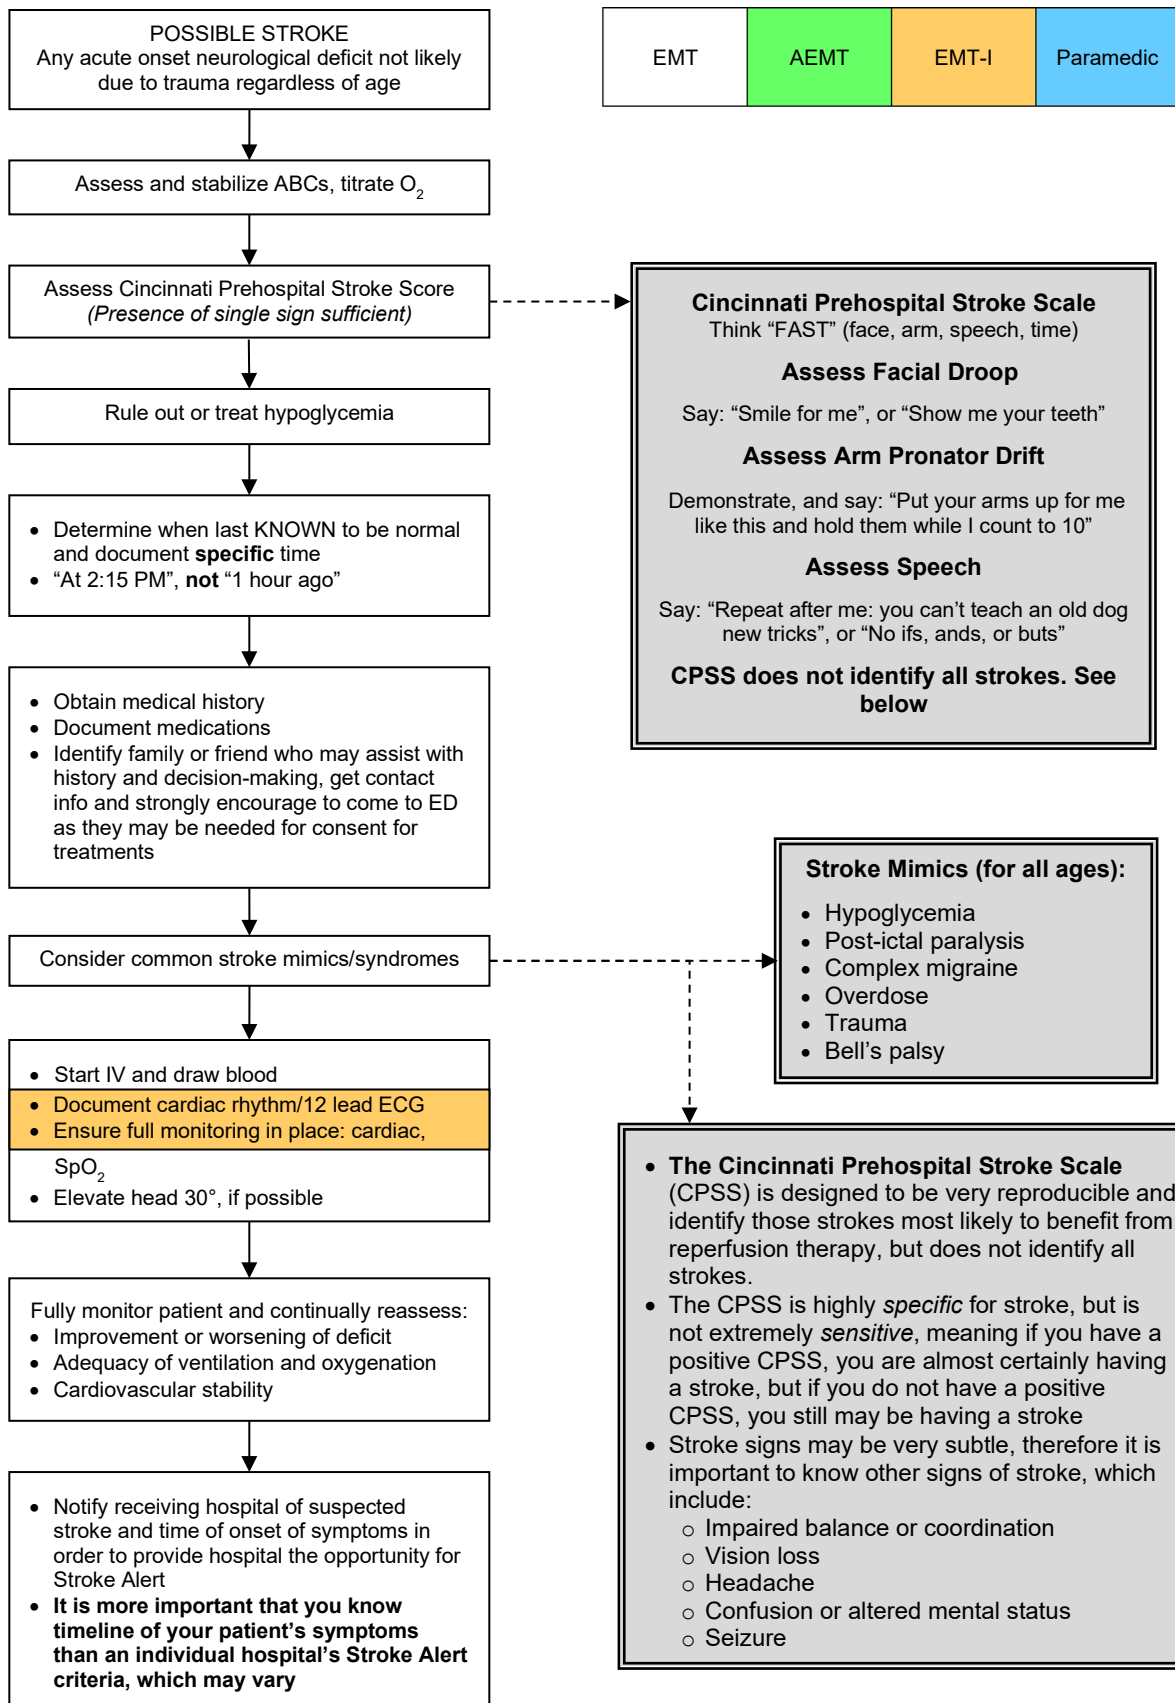 POSSIBLE STROKE
Any acute onset neurological deficit not likely
due to trauma regardless of age
EMT
AEMT
EMT-I
Paramedic
Assess and stabilize ABCs, titrate O2
Assess Cincinnati Prehospital Stroke Score
(Presence of single sign sufficient)
Rule out or treat hypoglycemia
• Determine when last KNOWN to be normal
and document specific time
• “At 2:15 PM”, not “1 hour ago”
• Obtain medical history
• Document medications
• Identify family or friend who may assist with
history and decision-making, get contact
info and strongly encourage to come to ED
as they may be needed for consent for
treatments
Consider common stroke mimics/syndromes
• Start IV and draw blood
• Document cardiac rhythm/12 lead ECG
• Ensure full monitoring in place: cardiac,
SpO2
• Elevate head 30°, if possible
Fully monitor patient and continually reassess:
• Improvement or worsening of deficit
• Adequacy of ventilation and oxygenation
• Cardiovascular stability
• Notify receiving hospital of suspected
stroke and time of onset of symptoms in
order to provide hospital the opportunity for
Stroke Alert
• It is more important that you know
timeline of your patient’s symptoms
than an individual hospital’s Stroke Alert
criteria, which may vary
Cincinnati Prehospital Stroke Scale
Think “FAST” (face, arm, speech, time)
Assess Facial Droop
Say: “Smile for me”, or “Show me your teeth”
Assess Arm Pronator Drift
Demonstrate, and say: “Put your arms up for me
like this and hold them while I count to 10”
Assess Speech
Say: “Repeat after me: you can’t teach an old dog
new tricks”, or “No ifs, ands, or buts”
CPSS does not identify all strokes. See
below
Stroke Mimics (for all ages):
• Hypoglycemia
• Post-ictal paralysis
• Complex migraine
• Overdose
• Trauma
• Bell’s palsy
• The Cincinnati Prehospital Stroke Scale
(CPSS) is designed to be very reproducible and
identify those strokes most likely to benefit from
reperfusion therapy, but does not identify all
strokes.
• The CPSS is highly specific for stroke, but is
not extremely sensitive, meaning if you have a
positive CPSS, you are almost certainly having
a stroke, but if you do not have a positive
CPSS, you still may be having a stroke
• Stroke signs may be very subtle, therefore it is
important to know other signs of stroke, which
include:
o Impaired balance or coordination
o Vision loss
o Headache
o Confusion or altered mental status
o Seizure